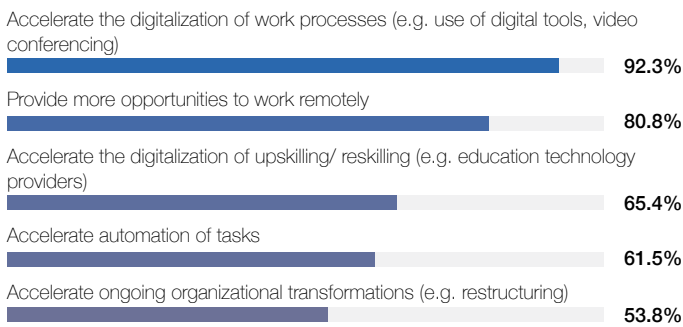 Accelerate the digitalization of work processes (e.g. use of digital tools, video
conferencing)
92.3%
Provide more opportunities to work remotely
80.8%
Accelerate the digitalization of upskilling/ reskilling (e.g. education technology
providers)
65.4%
Accelerate automation of tasks
61.5%
Accelerate ongoing organizational transformations (e.g. restructuring)
53.8%